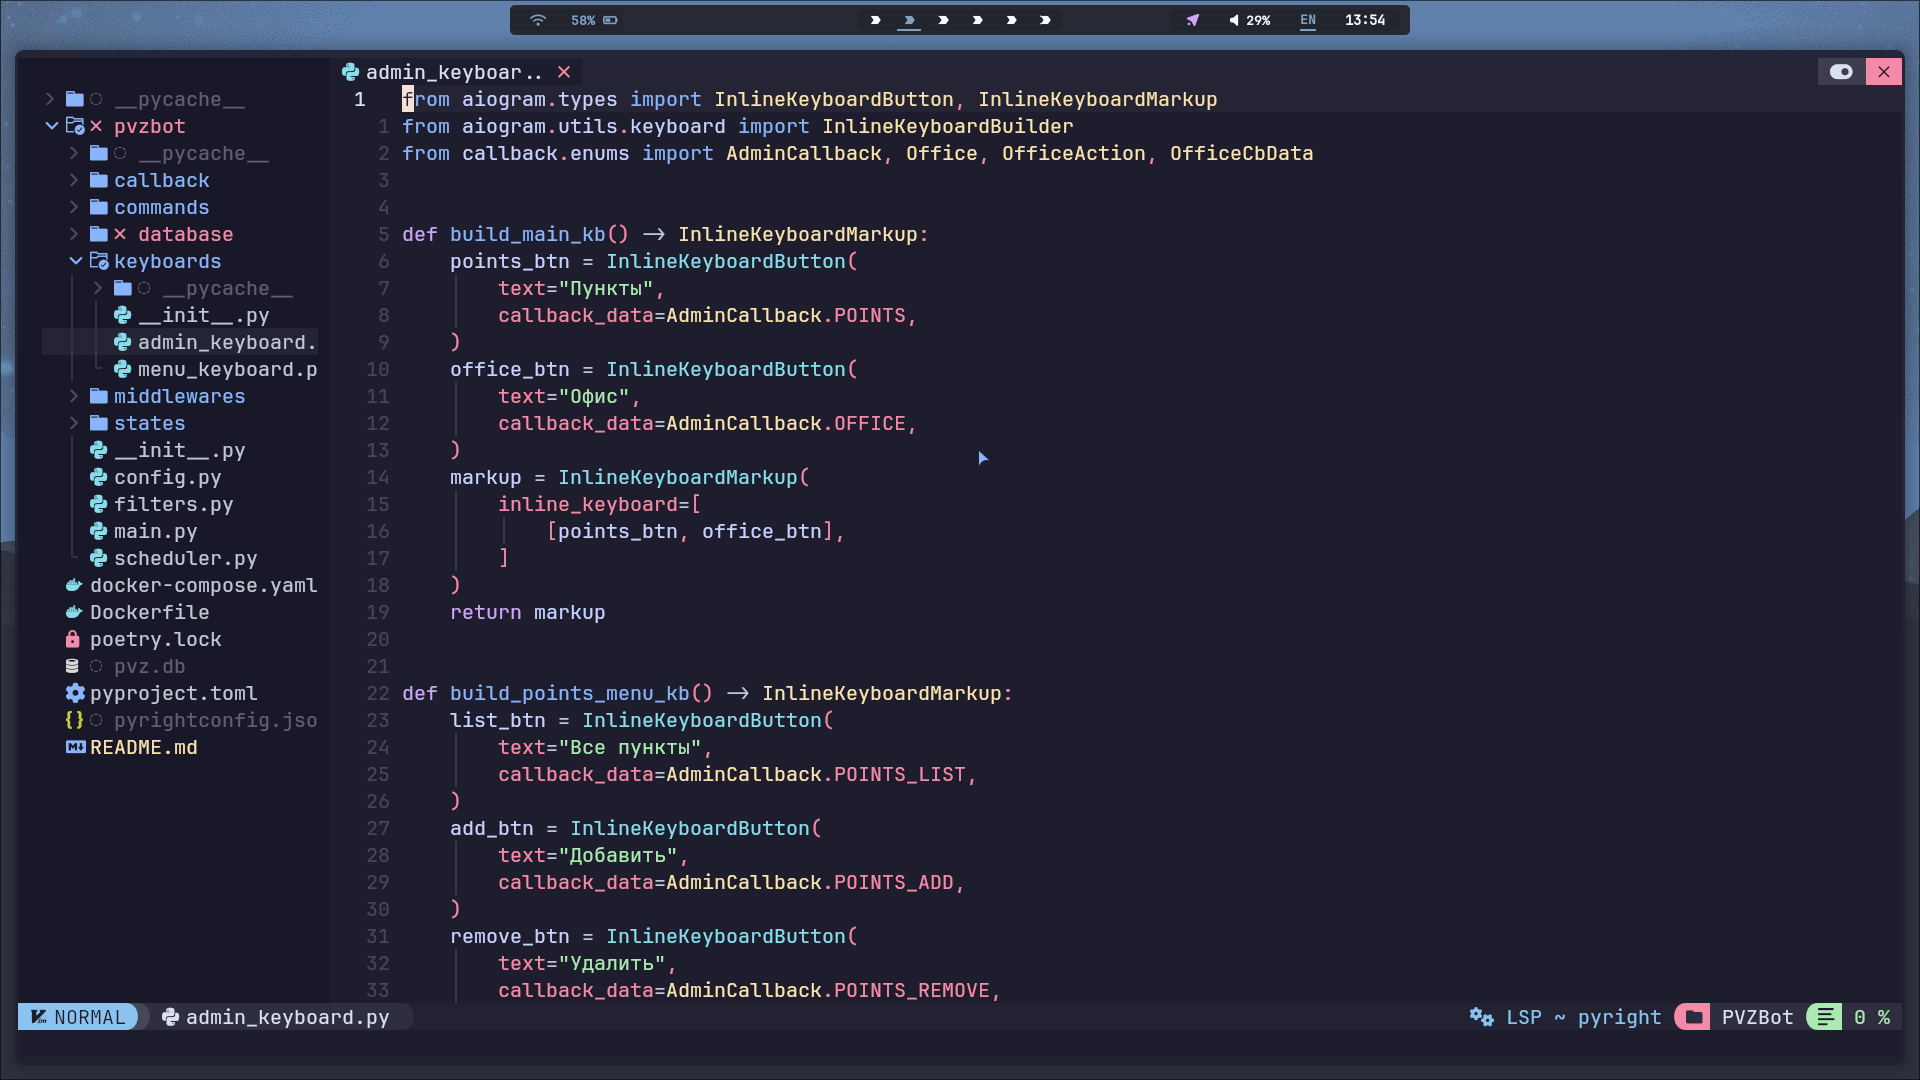 58%
29%
EN
13:54
__pycache__
pvzbot
__pycache__
callback
commands
database
keyboards
__pycache__
__init__.py
admin_keyboard.
menu_keyboard.p
middlewares
states
__init__.py
config.py
filters.py
main.py
scheduler.py
docker-compose.yaml
Dockerfile
poetry.lock
pvz.db
pyproject.toml
pyrightconfig.jso
README.md
admin_keyboar..
1 from aiogram.types import InlineKeyboardButton, InlineKeyboardMarkup
1 from aiogram.utils.keyboard import InlineKeyboardBuilder
2 from callback.enums import AdminCallback, Office, OfficeAction, OfficeCbData
3
4
5 def build_main_kb() -> InlineKeyboardMarkup:
6     points_btn = InlineKeyboardButton(
7         text="Пункты",
8         callback_data=AdminCallback.POINTS,
9     )
10     office_btn = InlineKeyboardButton(
11         text="Офис",
12         callback_data=AdminCallback.OFFICE,
13     )
14     markup = InlineKeyboardMarkup(
15         inline_keyboard=[
16             [points_btn, office_btn],
17         ]
18     )
19     return markup
20
21
22 def build_points_menu_kb() -> InlineKeyboardMarkup:
23     list_btn = InlineKeyboardButton(
24         text="Все пункты",
25         callback_data=AdminCallback.POINTS_LIST,
26     )
27     add_btn = InlineKeyboardButton(
28         text="Добавить",
29         callback_data=AdminCallback.POINTS_ADD,
30     )
31     remove_btn = InlineKeyboardButton(
32         text="Удалить",
33         callback_data=AdminCallback.POINTS_REMOVE,
NORMAL admin_keyboard.py LSP ~ pyright PVZBot 0 %